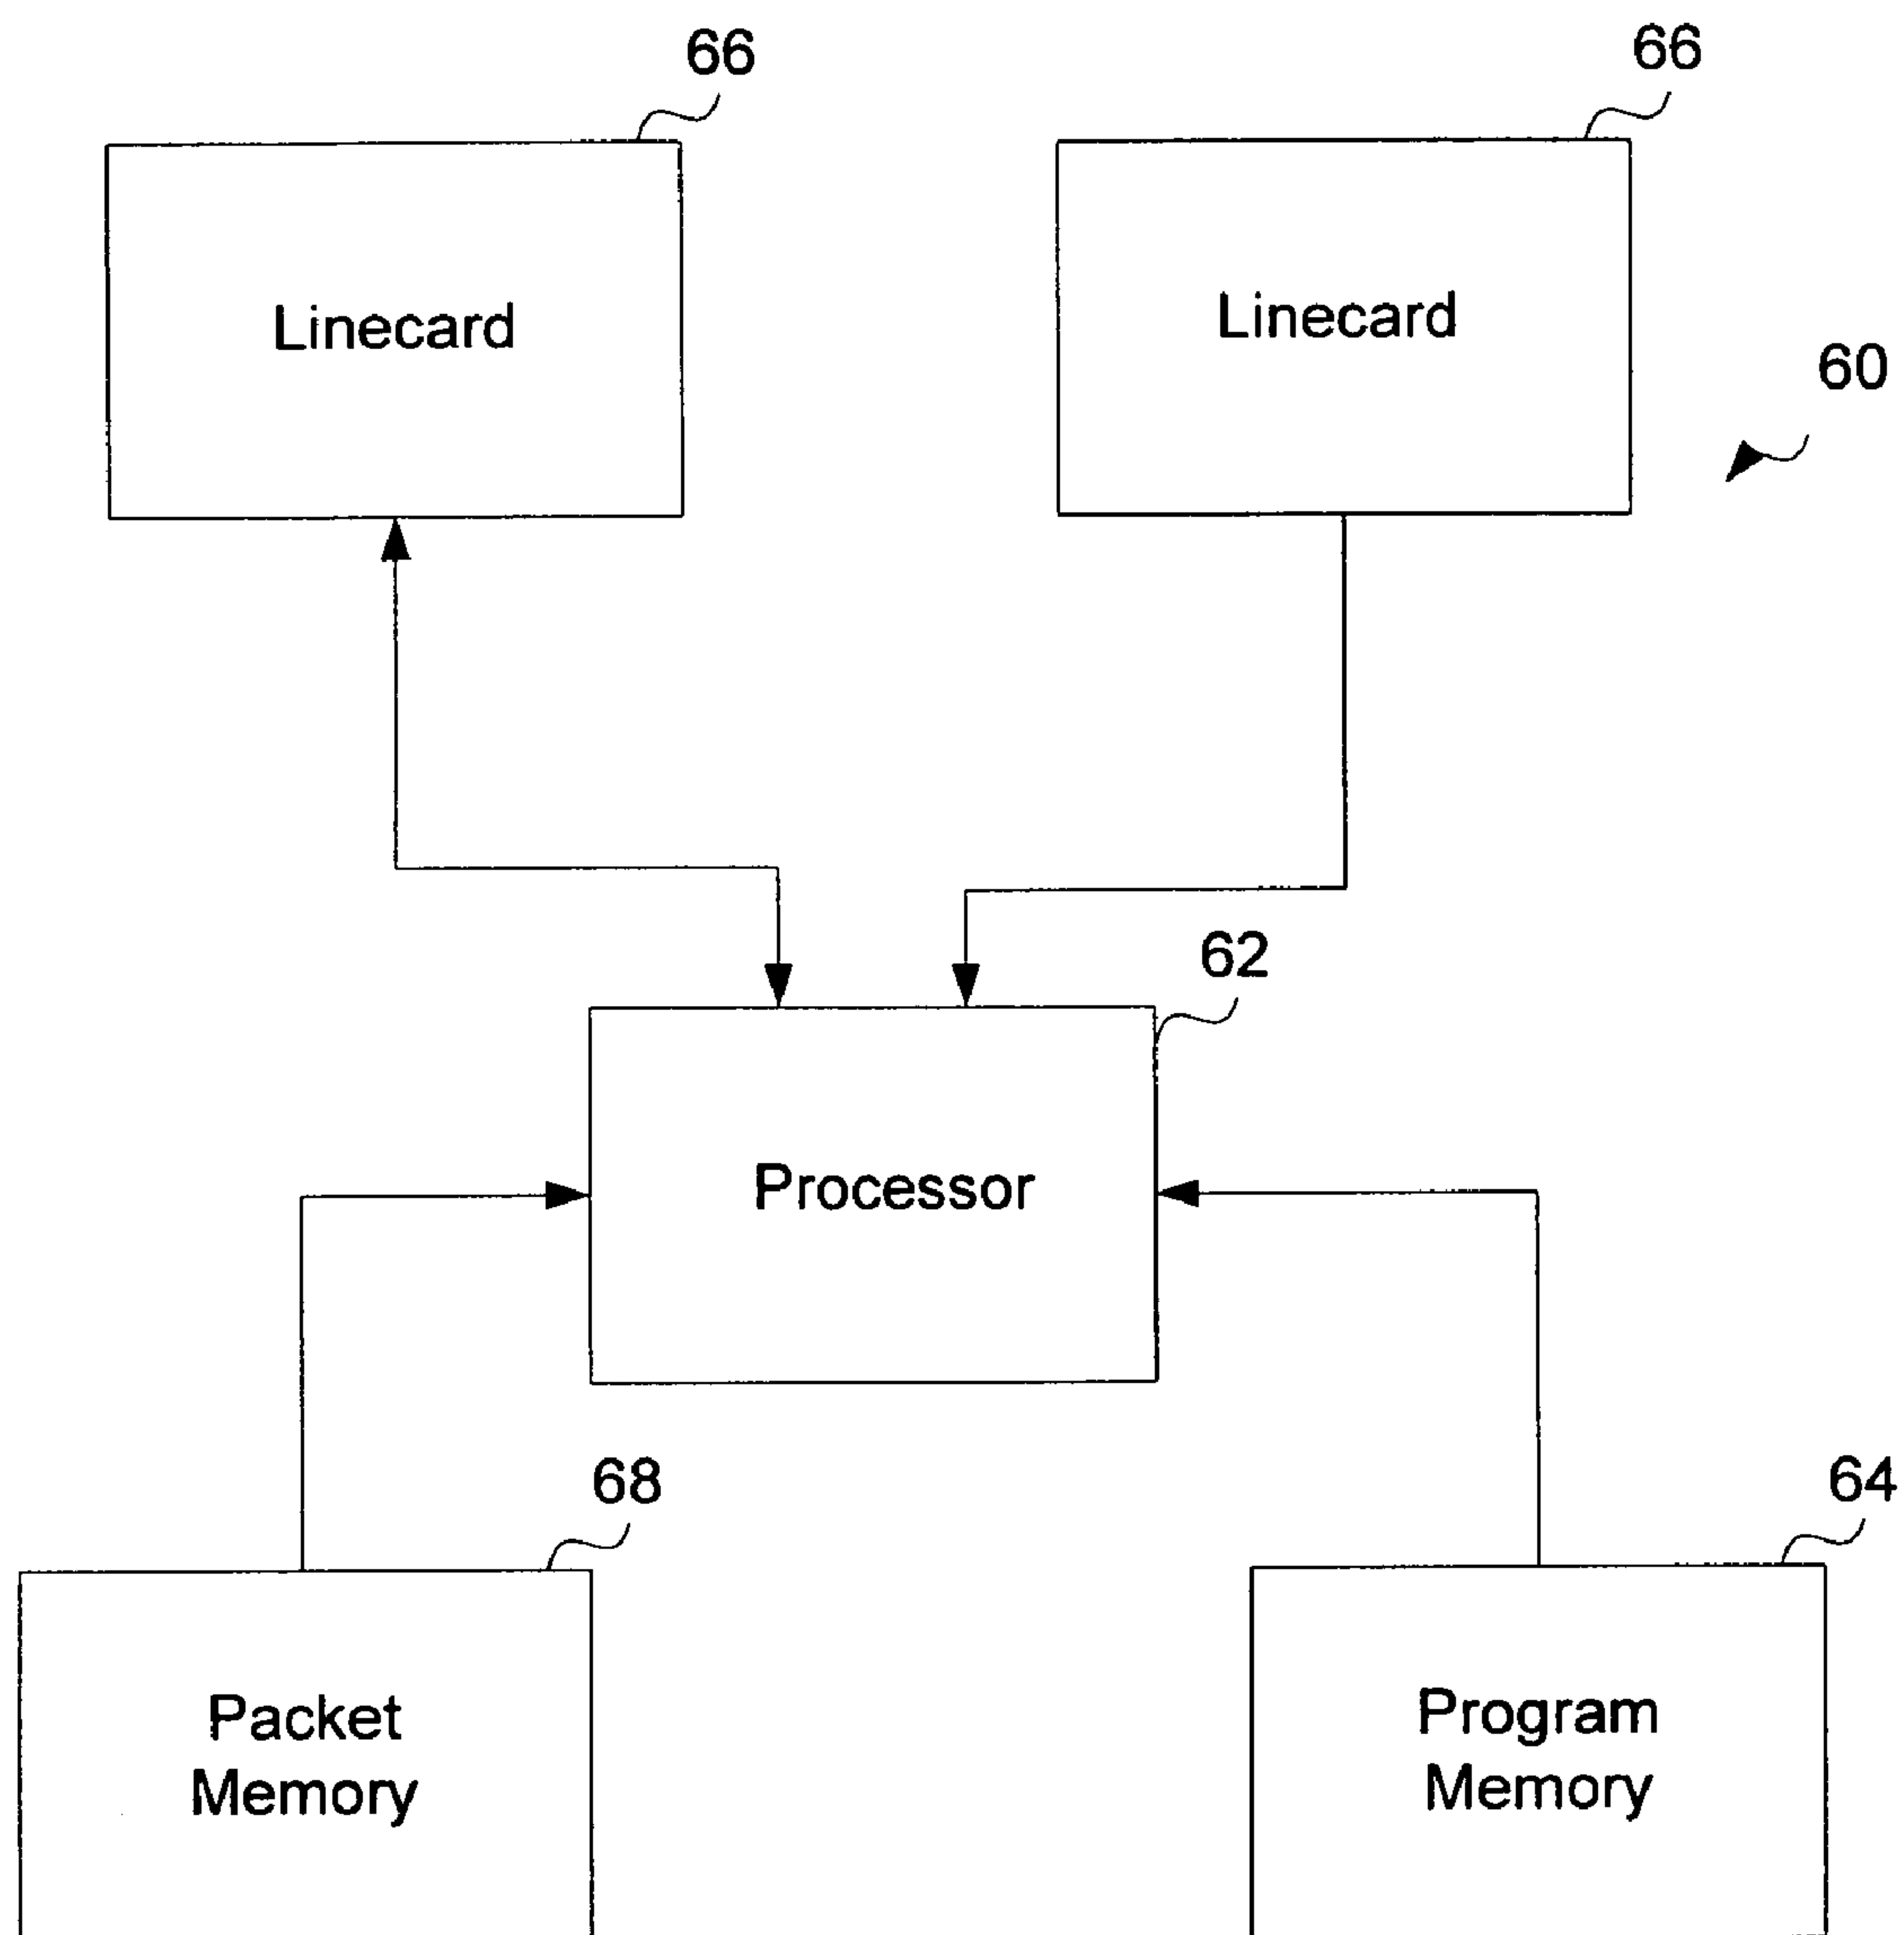 66
66
Linecard
Linecard
60
62
Processor
68
64
Packet
Memory
Program
Memory